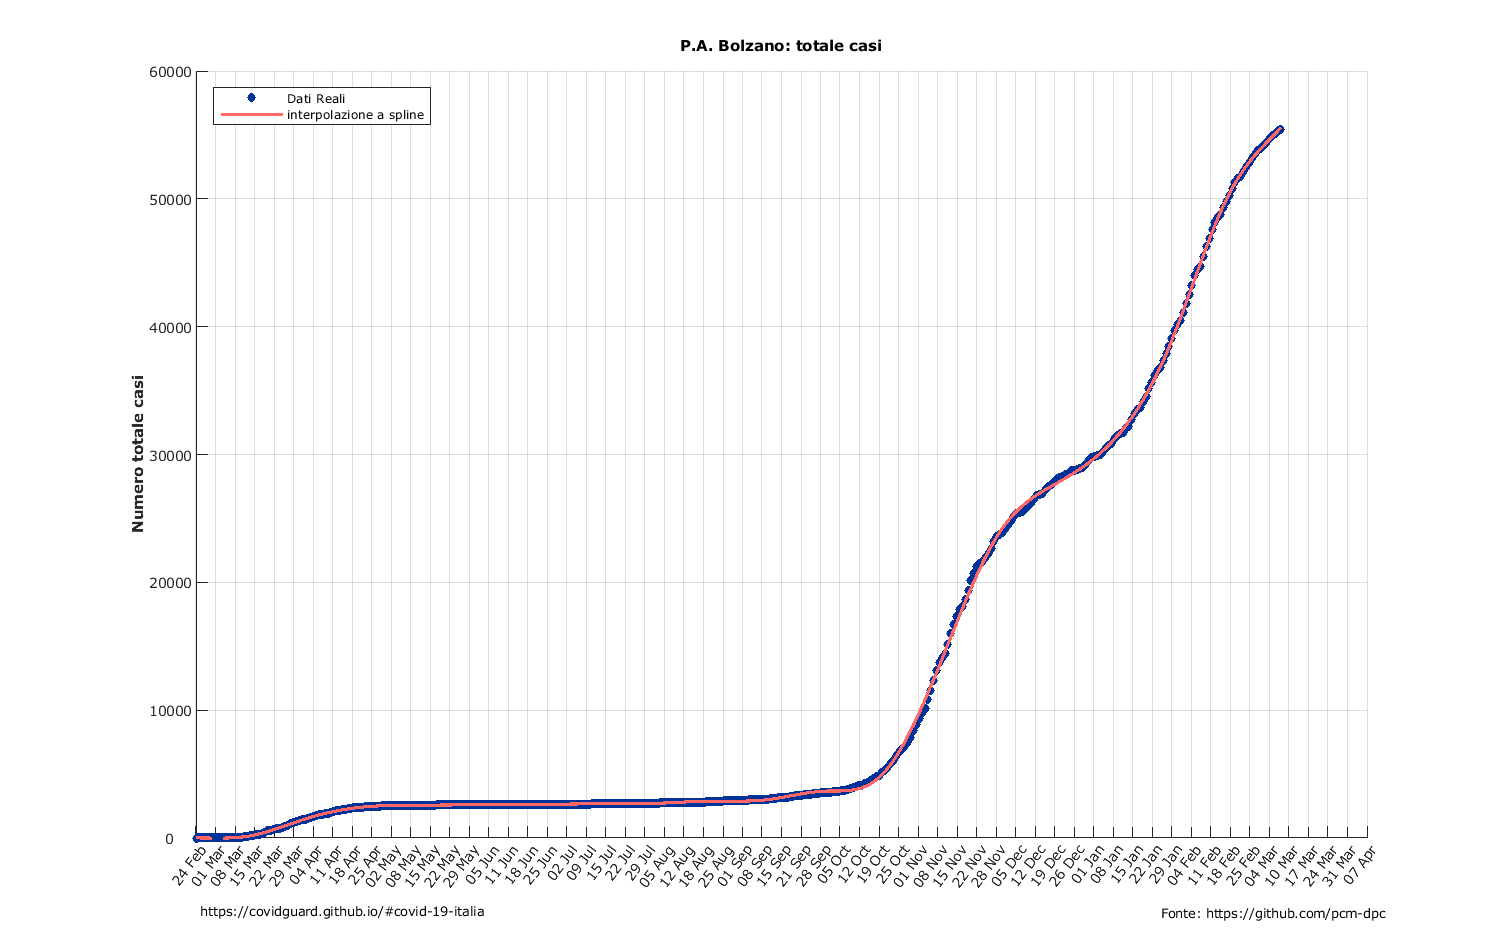 P.A. Bolzano: totale casi
Dati Reali
interpolazione a spline
Numero totale casi
60000
50000
40000
30000
20000
10000
0
24 Feb
01 Mar
08 Mar
15 Mar
22 Mar
29 Mar
04 Apr
11 Apr
18 Apr
25 Apr
02 May
08 May
15 May
22 May
29 May
05 Jun
11 Jun
18 Jun
25 Jun
02 Jul
09 Jul
15 Jul
22 Jul
29 Jul
05 Aug
12 Aug
18 Aug
25 Aug
01 Sep
08 Sep
15 Sep
21 Sep
28 Sep
05 Oct
12 Oct
19 Oct
25 Oct
01 Nov
08 Nov
15 Nov
22 Nov
28 Nov
05 Dec
12 Dec
19 Dec
26 Dec
01 Jan
08 Jan
15 Jan
22 Jan
29 Jan
04 Feb
11 Feb
18 Feb
25 Feb
04 Mar
10 Mar
17 Mar
24 Mar
31 Mar
07 Apr
https://covidguard.github.io/#covid-19-italia
Fonte: https://github.com/pcm-dpc